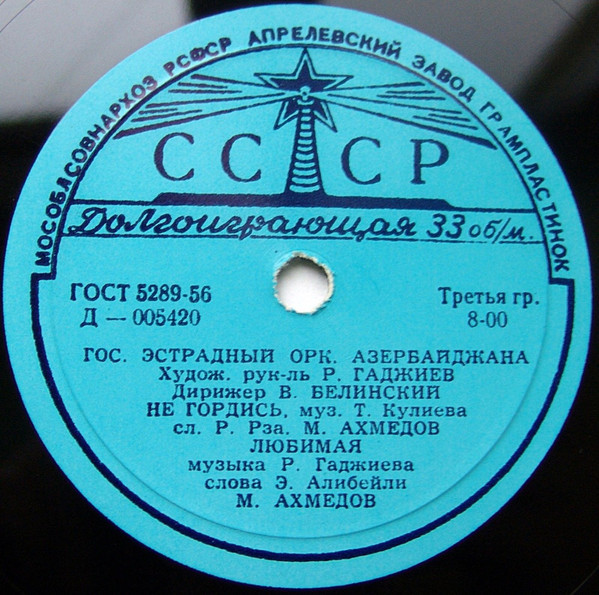 МОСОБЛСОВНАРХОЗ РСФСР АПРЕЛЕВСКИЙ ЗАВОД ГРАМПЛАСТИНОК
СССР
Долгоиграющая 33 об/м.
ГОСТ 5289-56
Д — 005420
Третья гр.
8-00
ГОС. ЭСТРАДНЫЙ ОРК. АЗЕРБАЙДЖАНА
Худож. рук-ль Р. ГАДЖИЕВ
Дирижер В. БЕЛИНСКИЙ
НЕ ГОРДИСЬ, муз. Т. Кулиева
сл. Р. Рза. М. АХМЕДОВ
ЛЮБИМАЯ
музыка Р. Гаджиева
слова Э. Алибейли
М. АХМЕДОВ